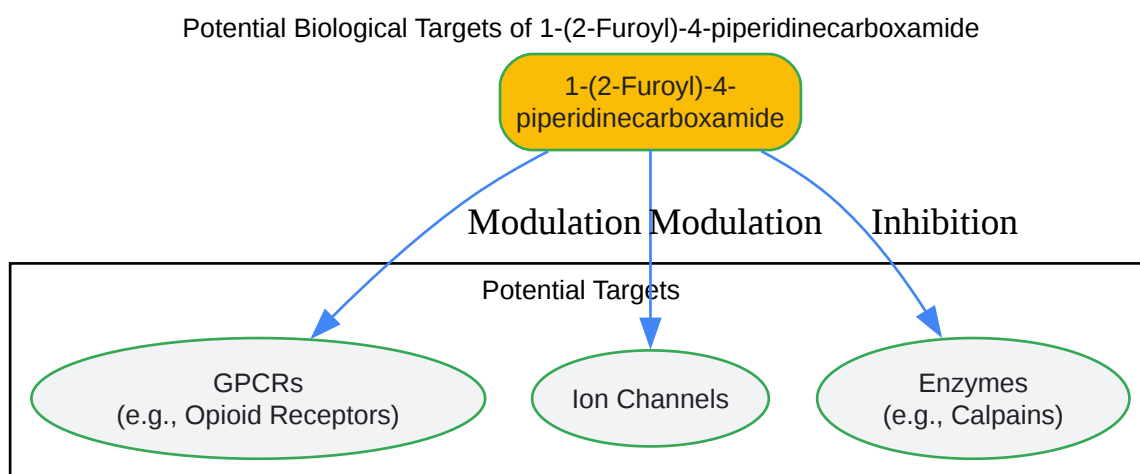 Potential Biological Targets of 1-(2-Furoyl)-4-piperidinecarboxamide
1-(2-Furoyl)-4-
piperidinecarboxamide
Modulation
Modulation
Inhibition
Potential Targets
GPCRs
(e.g., Opioid Receptors)
Ion Channels
Enzymes
(e.g., Calpains)